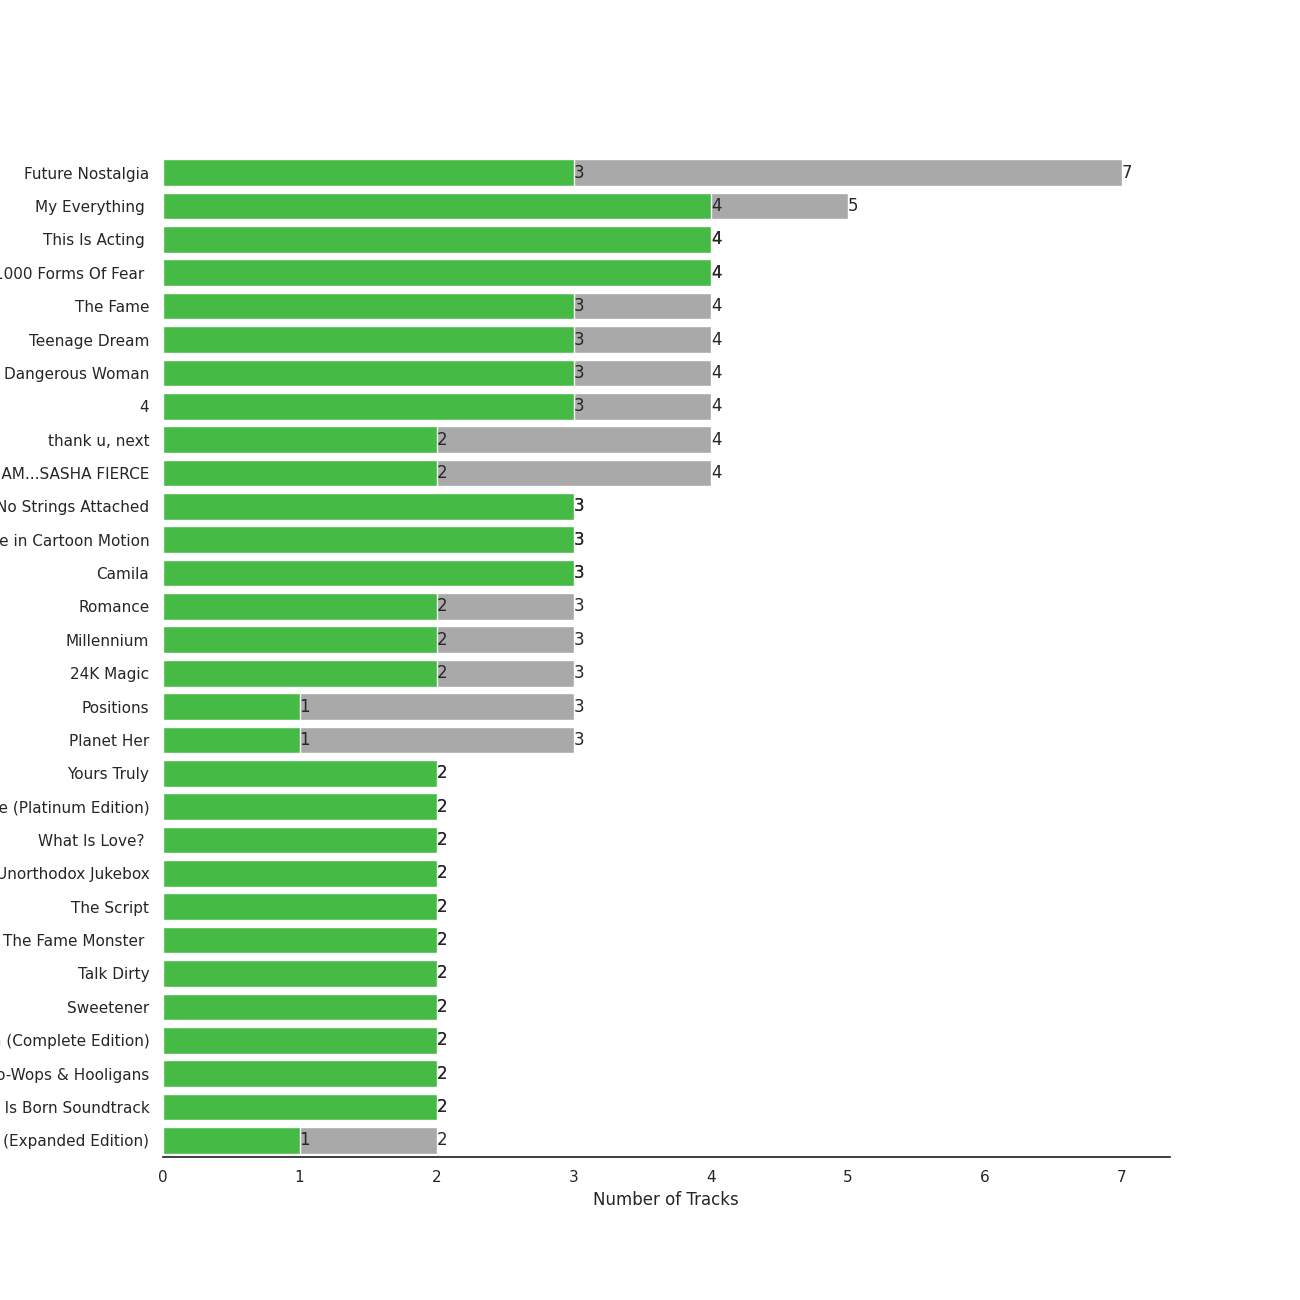 Future Nostalgia 3 7
My Everything 4 5
This Is Acting 4
1000 Forms Of Fear 4
The Fame 3 4
Teenage Dream 3 4
Dangerous Woman 3 4
4 3 4
thank u, next 2 4
AM...SASHA FIERCE 2 4
No Strings Attached 3
e in Cartoon Motion 3
Camila 3
Romance 2 3
Millennium 2 3
24K Magic 2 3
Positions 1 3
Planet Her 1 3
Yours Truly 2
e (Platinum Edition) 2
What Is Love? 2
Unorthodox Jukebox 2
The Script 2
The Fame Monster 2
Talk Dirty 2
Sweetener 2
(Complete Edition) 2
o-Wops & Hooligans 2
Is Born Soundtrack 2
(Expanded Edition) 1 2
0 1 2 3 4 5 6 7
Number of Tracks